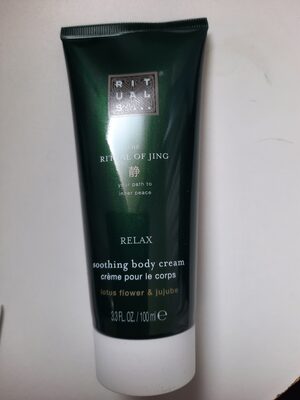 RIT
UAL
S....
THE
RITUAL OF JING
静
your path to
inner peace
RELAX
soothing body cream
crème pour le corps
lotus flower & jujube
3.3 FL. OZ. / 100 ml ℮